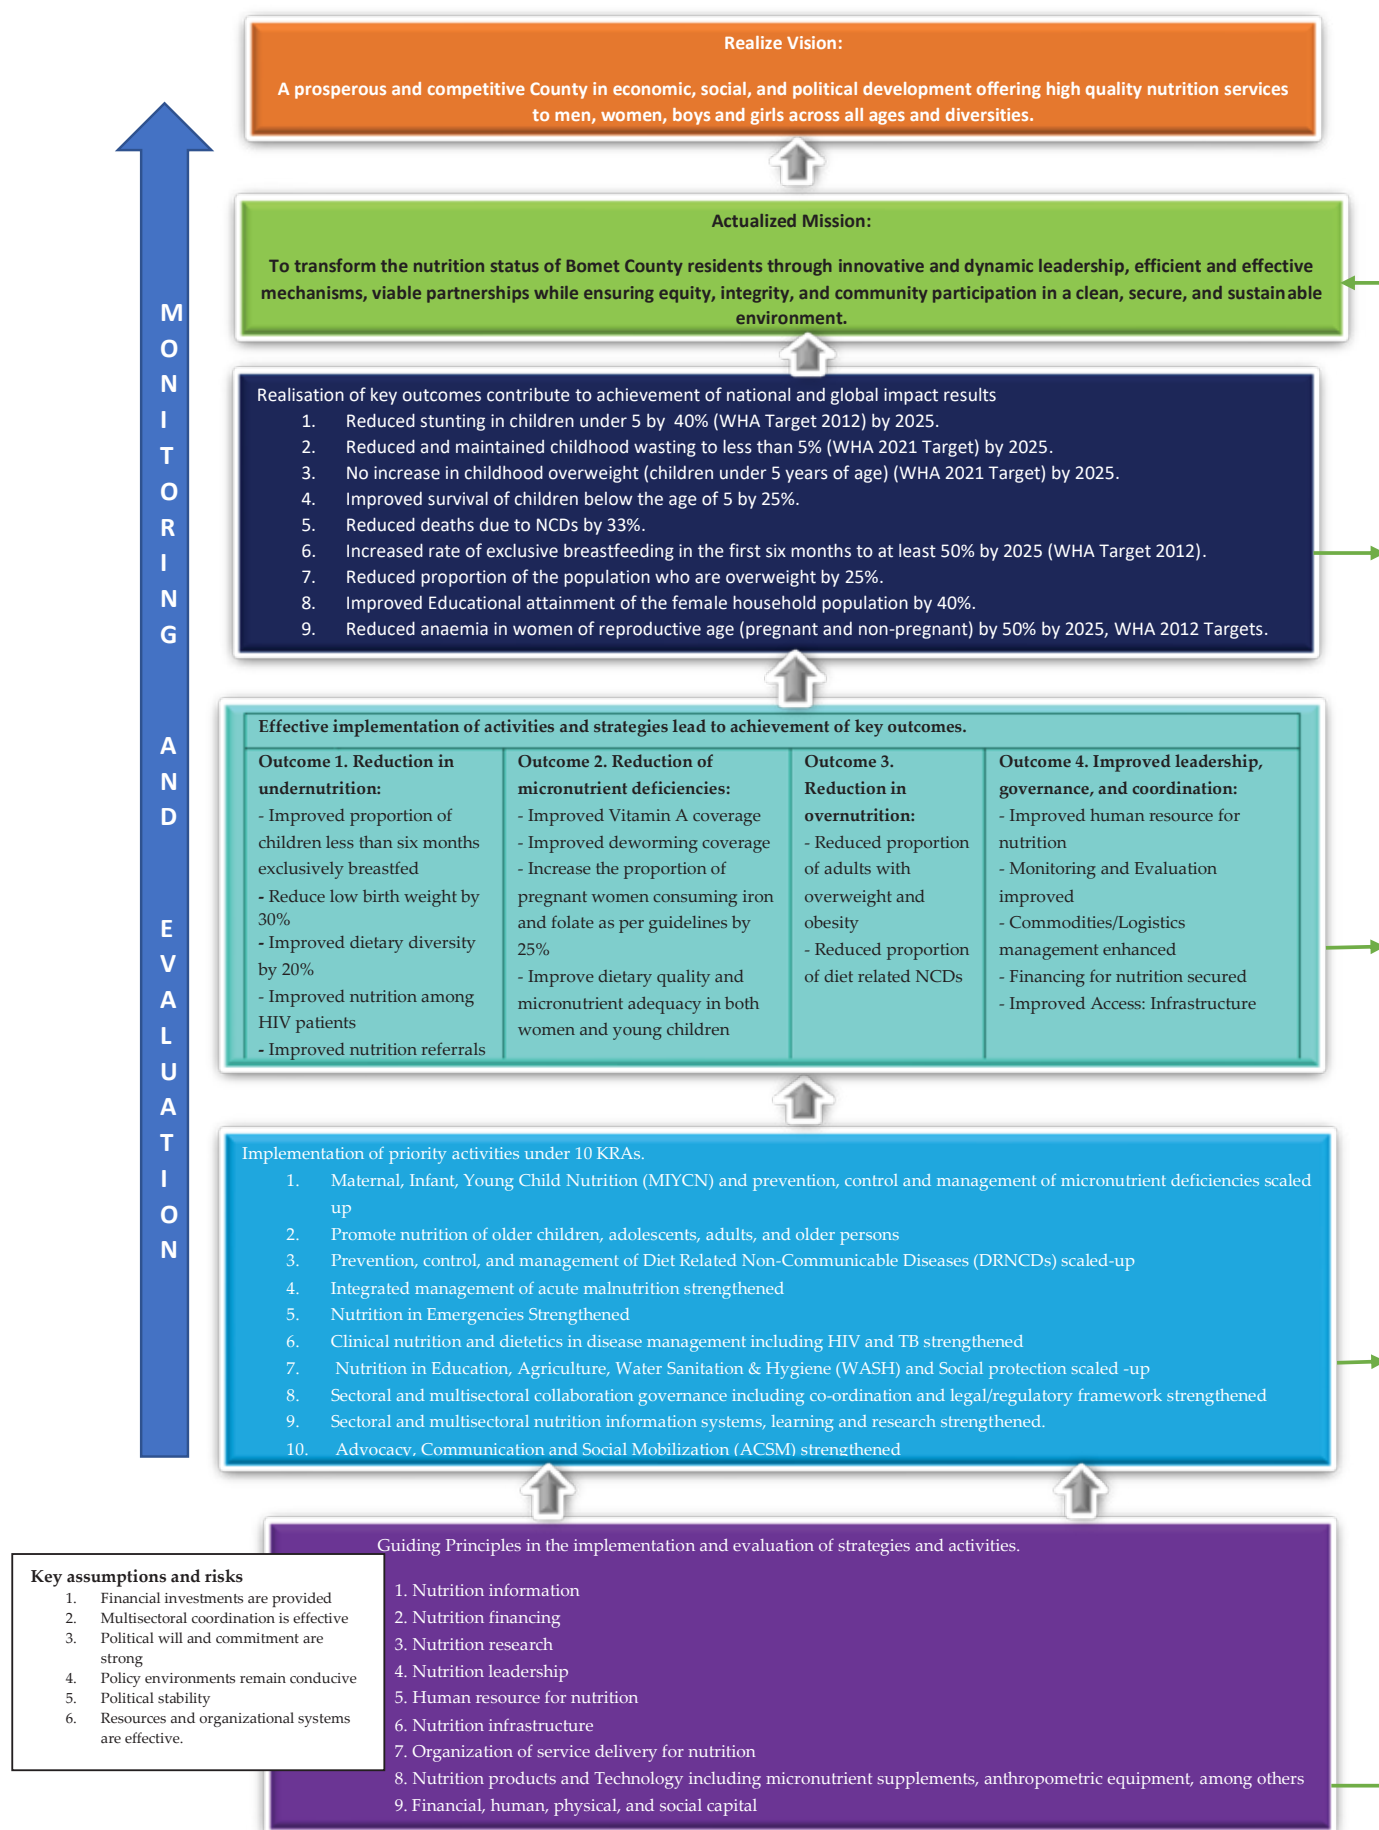 Realize Vision:
A prosperous and competitive County in economic, social, and political development offering high quality nutrition services
to men, women, boys and girls across all ages and diversities.
Actualized Mission:
To transform the nutrition status of Bomet County residents through innovative and dynamic leadership, efficient and effective
mechanisms, viable partnerships while ensuring equity, integrity, and community participation in a clean, secure, and sustainable
environment.
MONITORING AND EVALUATION
Realisation of key outcomes contribute to achievement of national and global impact results
1. Reduced stunting in children under 5 by 40% (WHA Target 2012) by 2025.
2. Reduced and maintained childhood wasting to less than 5% (WHA 2021 Target) by 2025.
3. No increase in childhood overweight (children under 5 years of age) (WHA 2021 Target) by 2025.
4. Improved survival of children below the age of 5 by 25%.
5. Reduced deaths due to NCDs by 33%.
6. Increased rate of exclusive breastfeeding in the first six months to at least 50% by 2025 (WHA Target 2012).
7. Reduced proportion of the population who are overweight by 25%.
8. Improved Educational attainment of the female household population by 40%.
9. Reduced anaemia in women of reproductive age (pregnant and non-pregnant) by 50% by 2025, WHA 2012 Targets.
Effective implementation of activities and strategies lead to achievement of key outcomes.
Outcome 1. Reduction in
undernutrition:
- Improved proportion of
children less than six months
exclusively breastfed
- Reduce low birth weight by
30%
- Improved dietary diversity
by 20%
- Improved nutrition among
HIV patients
- Improved nutrition referrals
Outcome 2. Reduction of
micronutrient deficiencies:
- Improved Vitamin A coverage
- Improved deworming coverage
- Increase the proportion of
pregnant women consuming iron
and folate as per guidelines by
25%
- Improve dietary quality and
micronutrient adequacy in both
women and young children
Outcome 3.
Reduction in
overnutrition:
- Reduced proportion
of adults with
overweight and
obesity
- Reduced proportion
of diet related NCDs
Outcome 4. Improved leadership,
governance, and coordination:
- Improved human resource for
nutrition
- Monitoring and Evaluation
improved
- Commodities/Logistics
management enhanced
- Financing for nutrition secured
- Improved Access: Infrastructure
Implementation of priority activities under 10 KRAs.
1. Maternal, Infant, Young Child Nutrition (MIYCN) and prevention, control and management of micronutrient deficiencies scaled
up
2. Promote nutrition of older children, adolescents, adults, and older persons
3. Prevention, control, and management of Diet Related Non-Communicable Diseases (DRNCDs) scaled-up
4. Integrated management of acute malnutrition strengthened
5. Nutrition in Emergencies Strengthened
6. Clinical nutrition and dietetics in disease management including HIV and TB strengthened
7. Nutrition in Education, Agriculture, Water Sanitation & Hygiene (WASH) and Social protection scaled -up
8. Sectoral and multisectoral collaboration governance including co-ordination and legal/regulatory framework strengthened
9. Sectoral and multisectoral nutrition information systems, learning and research strengthened.
10. Advocacy, Communication and Social Mobilization (ACSM) strengthened
Guiding Principles in the implementation and evaluation of strategies and activities.
1. Nutrition information
2. Nutrition financing
3. Nutrition research
4. Nutrition leadership
5. Human resource for nutrition
6. Nutrition infrastructure
7. Organization of service delivery for nutrition
8. Nutrition products and Technology including micronutrient supplements, anthropometric equipment, among others
9. Financial, human, physical, and social capital
Key assumptions and risks
1. Financial investments are provided
2. Multisectoral coordination is effective
3. Political will and commitment are
strong
4. Policy environments remain conducive
5. Political stability
6. Resources and organizational systems
are effective.